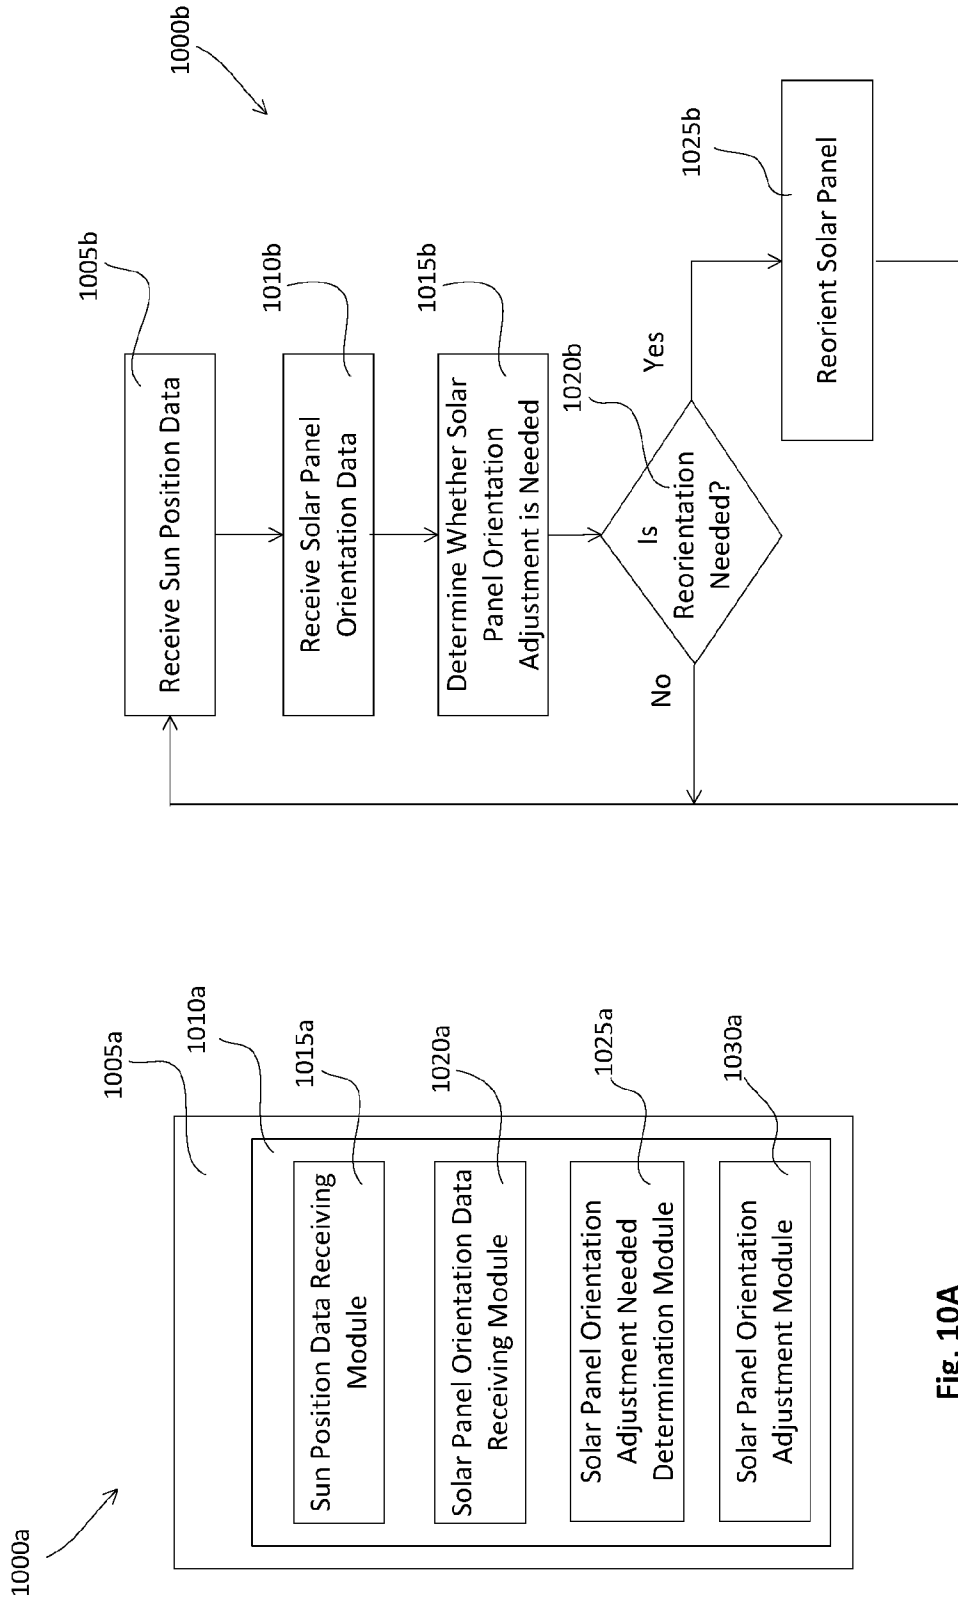 1000a
1005a
1010a
Sun Position Data Receiving
Module
1015a
Solar Panel Orientation Data
Receiving Module
1020a
Solar Panel Orientation
Adjustment Needed
Determination Module
1025a
Solar Panel Orientation
Adjustment Module
1030a
Fig. 10A
1000b
Receive Sun Position Data
1005b
Receive Solar Panel
Orientation Data
1010b
Determine Whether Solar
Panel Orientation
Adjustment is Needed
1015b
Is
Reorientation
Needed?
1020b
No
Yes
Reorient Solar Panel
1025b